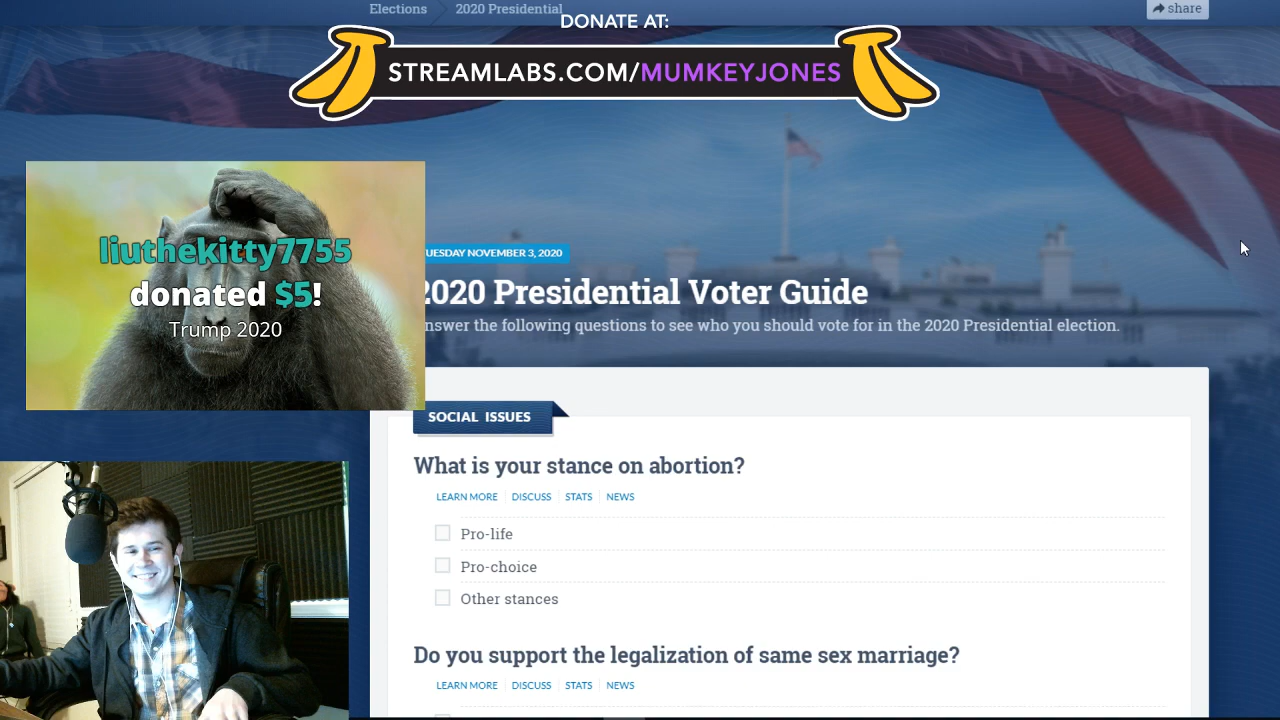 Elections
2020 Presidential
share
DONATE AT:
STREAMLABS.COM/MUMKEYJONES
liuthekitty7755
donated $5!
Trump 2020
UESDAY NOVEMBER 3, 2020
2020 Presidential Voter Guide
nswer the following questions to see who you should vote for in the 2020 Presidential election.
SOCIAL ISSUES
What is your stance on abortion?
LEARN MORE DISCUSS STATS NEWS
Pro-life
Pro-choice
Other stances
Do you support the legalization of same sex marriage?
LEARN MORE DISCUSS STATS NEWS